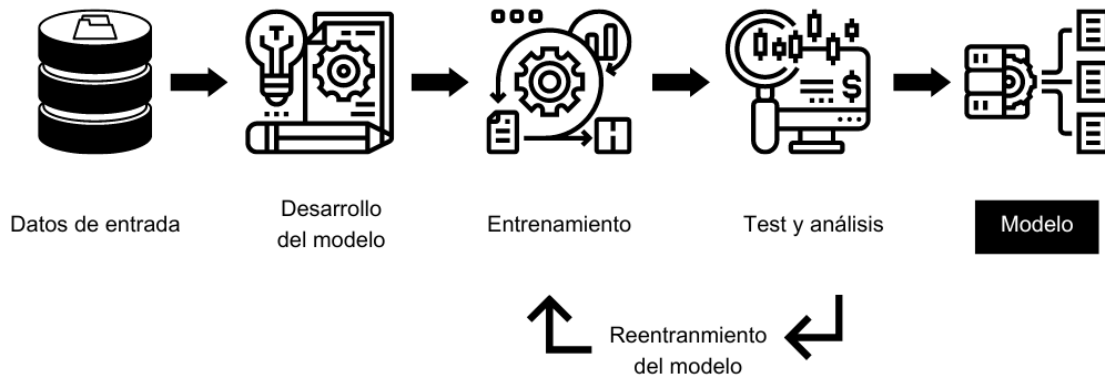 Datos de entrada
Desarrollo
del modelo
Entrenamiento
Test y análisis
Modelo
Reentranmiento
del modelo